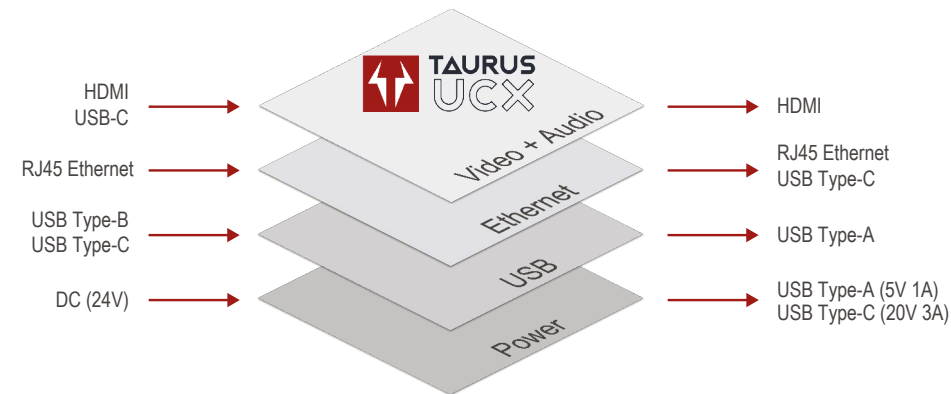 TAURUS
UCX
HDMI
USB-C
HDMI
Video + Audio
RJ45 Ethernet
RJ45 Ethernet
USB Type-C
Ethernet
USB Type-B
USB Type-C
USB Type-A
USB
DC (24V)
USB Type-A (5V 1A)
USB Type-C (20V 3A)
Power